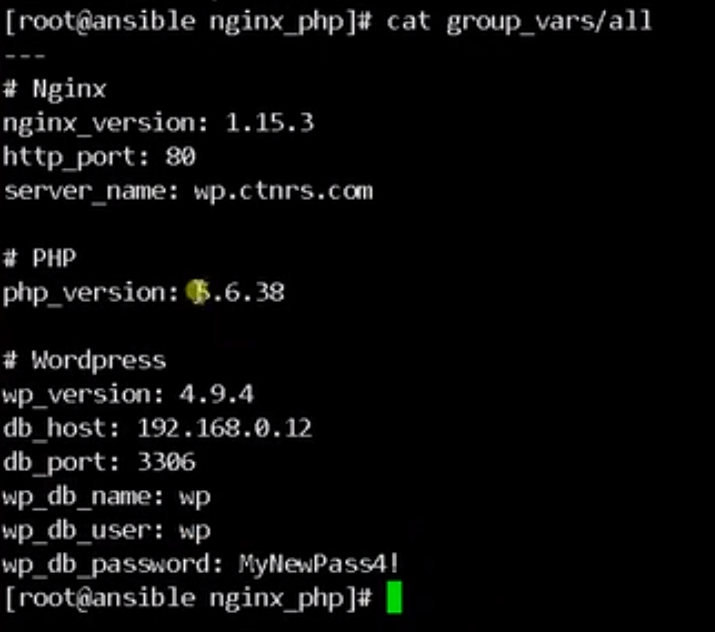 [root@ansible nginx_php]# cat group_vars/all
---
# Nginx
nginx_version: 1.15.3
http_port: 80
server_name: wp.ctnrs.com
# PHP
php_version: 5.6.38
# Wordpress
wp_version: 4.9.4
db_host: 192.168.0.12
db_port: 3306
wp_db_name: wp
wp_db_user: wp
wp_db_password: MyNewPass4!
[root@ansible nginx_php]#